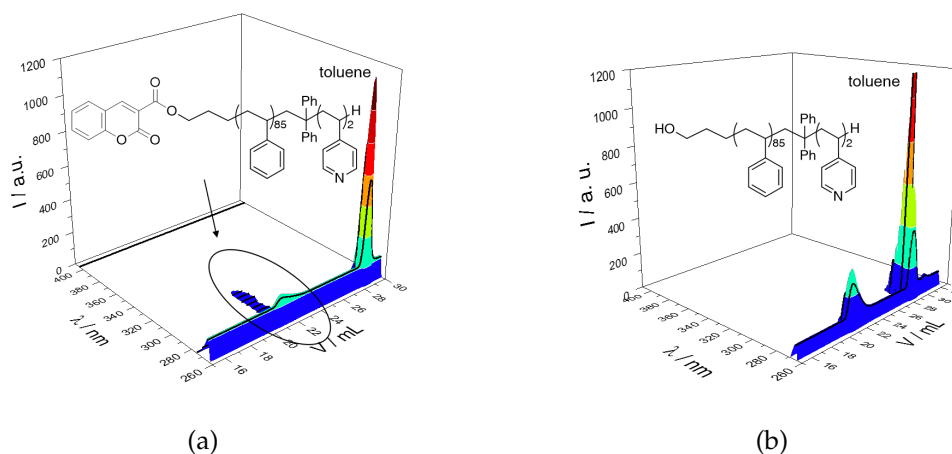 1200
1000
800
600
400
200
0
I / a.u.
toluene
O
O
O
O
85
Ph
Ph
2
H
N
400
380
360
340
320
300
280
260
λ / nm
16
18
20
22
24
26
28
30
V / mL
(a)
1200
1000
800
600
400
200
0
I / a. u.
toluene
HO
85
Ph
Ph
2
H
N
400
380
360
340
320
300
280
260
λ / nm
16
18
20
22
24
26
28
30
V / mL
(b)